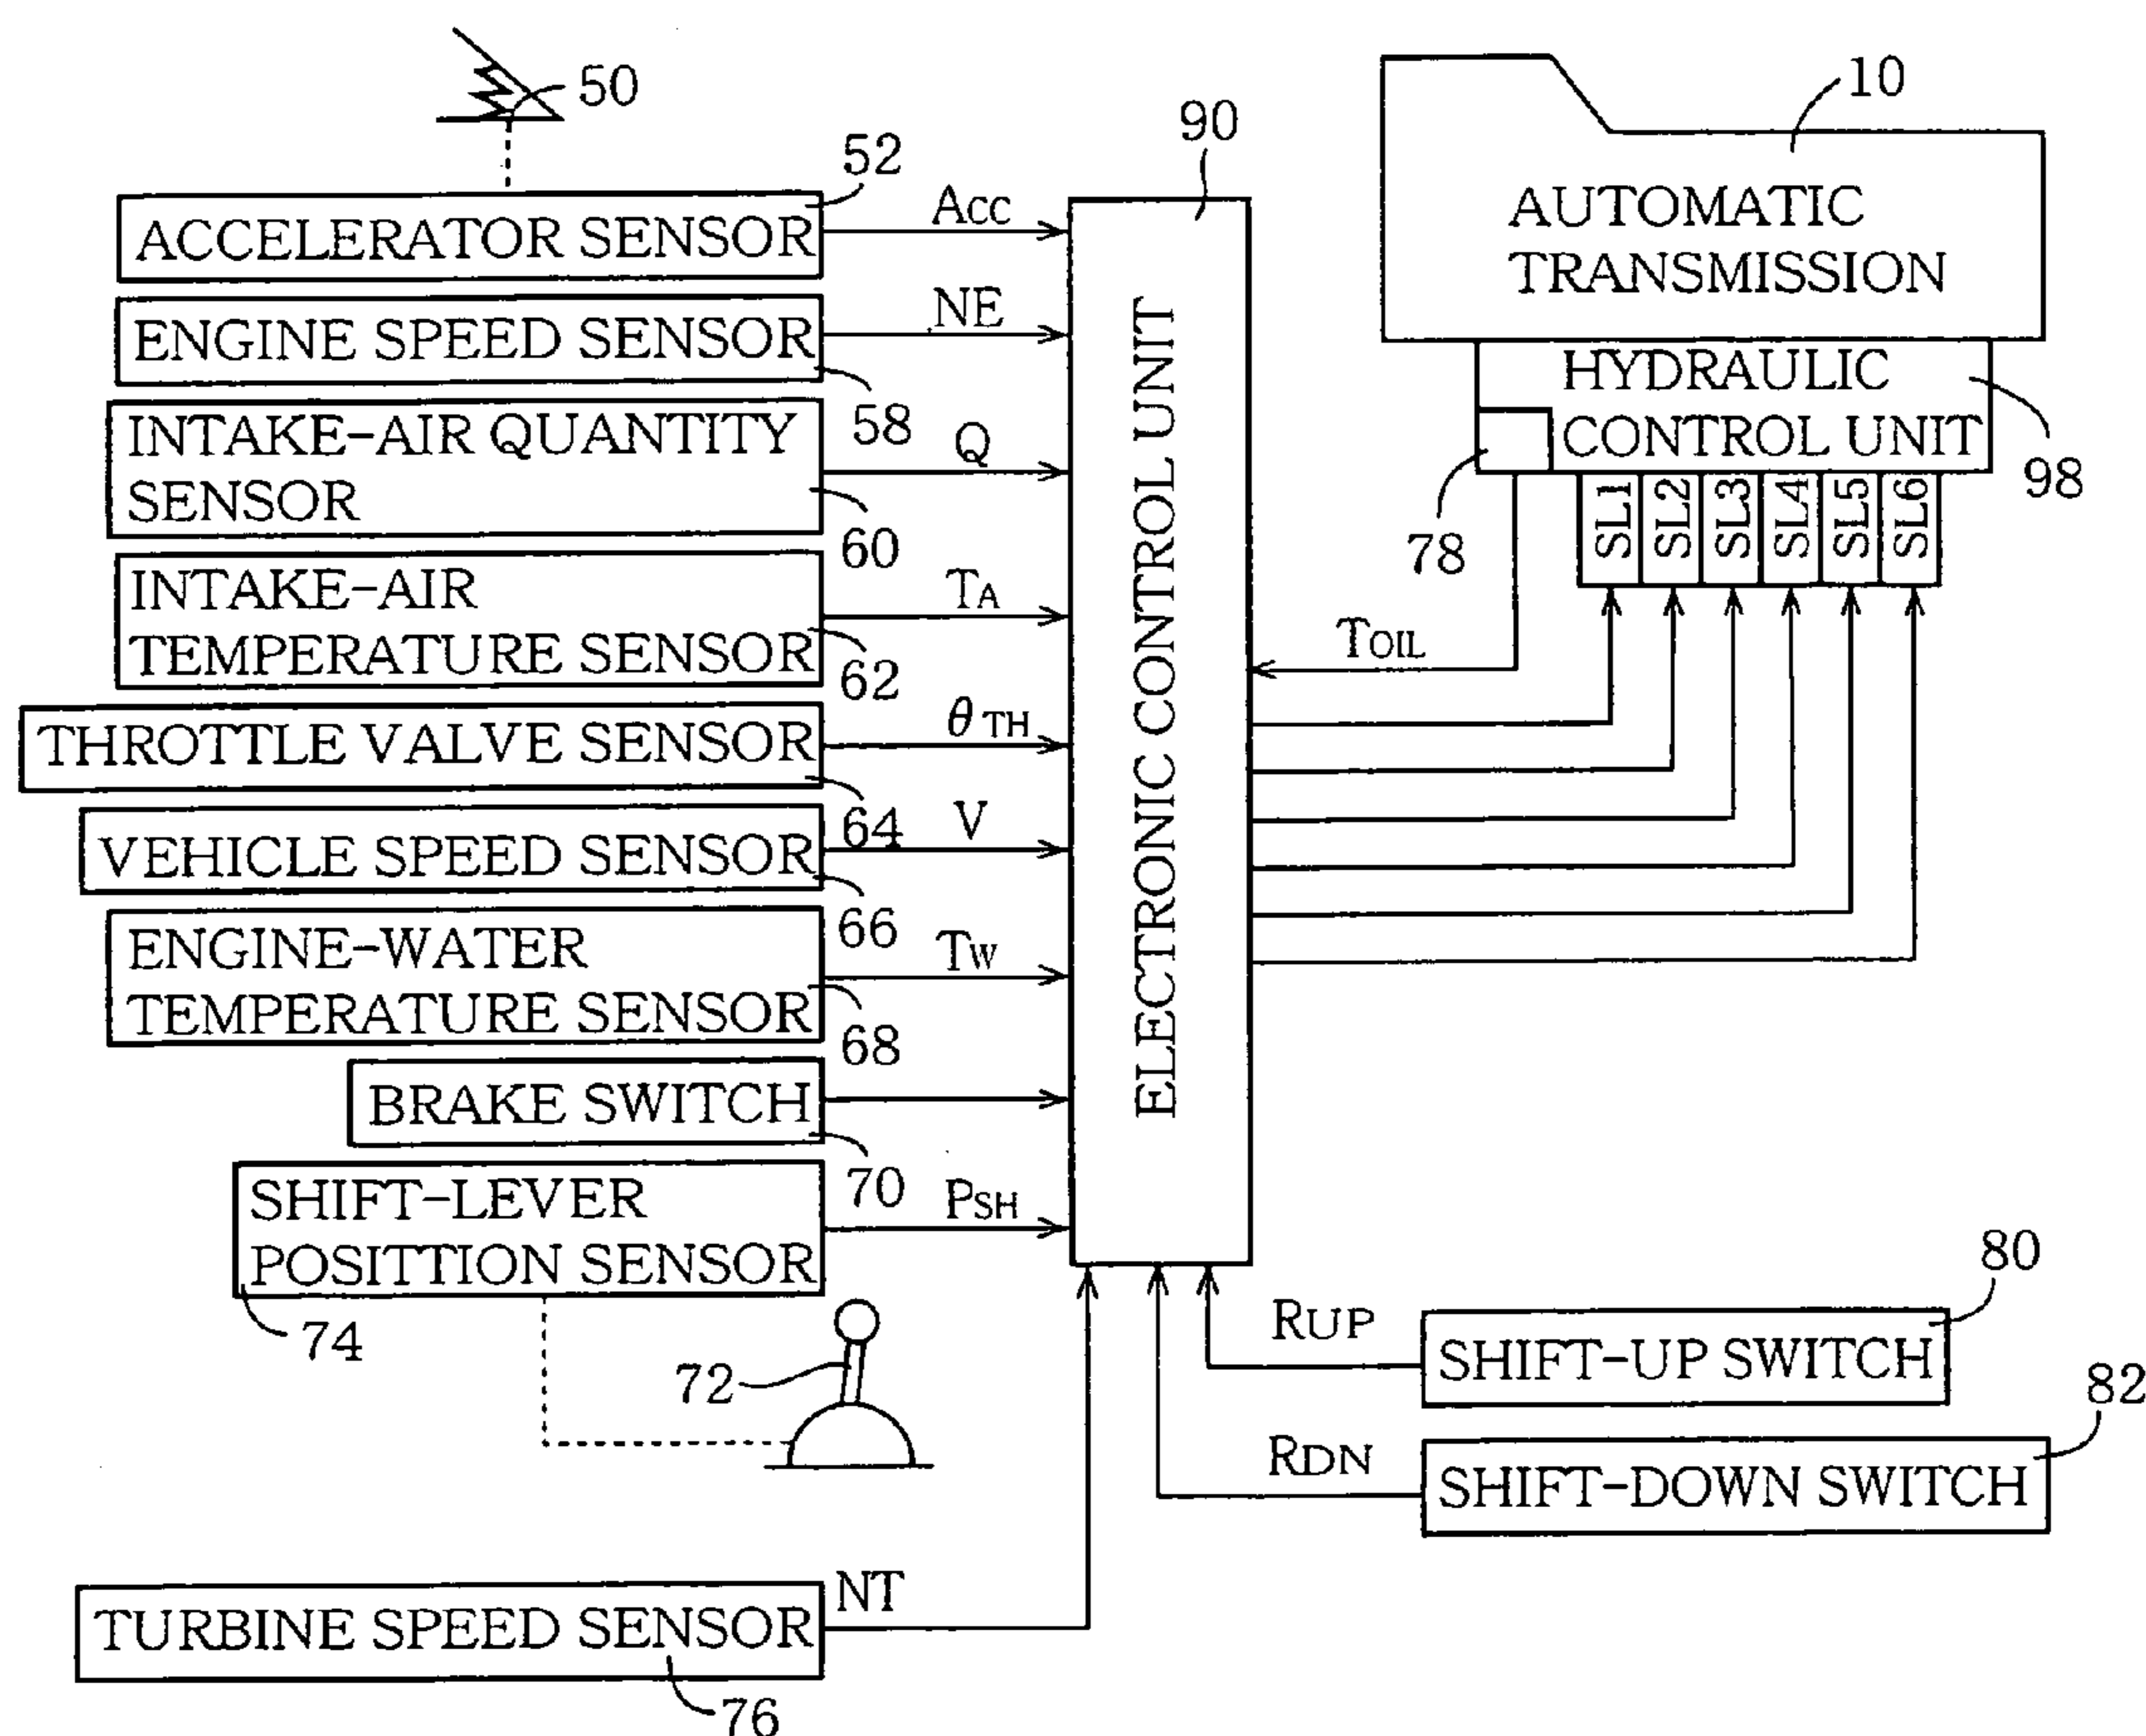 50
52
ACCELERATOR SENSOR
ACC
ENGINE SPEED SENSOR
NE
58
INTAKE-AIR QUANTITY
SENSOR
Q
60
INTAKE-AIR
TEMPERATURE SENSOR
TA
62
THROTTLE VALVE SENSOR
θTH
64
VEHICLE SPEED SENSOR
V
66
ENGINE-WATER
TEMPERATURE SENSOR
TW
68
BRAKE SWITCH
70
SHIFT-LEVER
POSITTION SENSOR
PSH
74
72
TURBINE SPEED SENSOR
NT
76
90
ELECTRONIC CONTROL UNIT
10
AUTOMATIC
TRANSMISSION
HYDRAULIC
CONTROL UNIT
98
78
SL1
SL2
SL3
SL4
SL5
SL6
TOIL
80
RUP
SHIFT-UP SWITCH
82
RDN
SHIFT-DOWN SWITCH